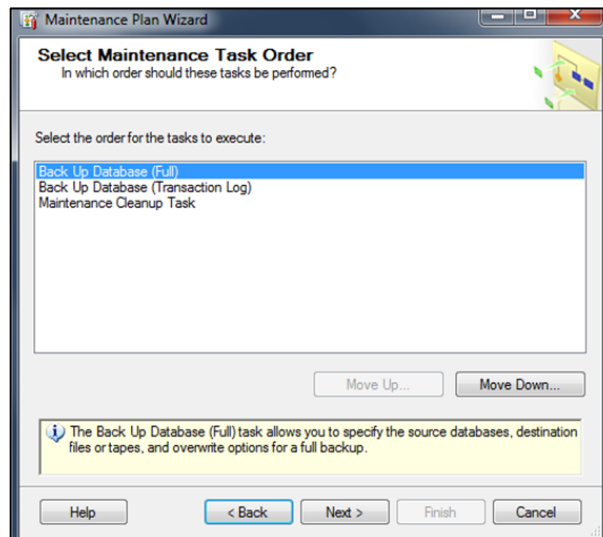 Maintenance Plan Wizard
Select Maintenance Task Order
In which order should these tasks be performed?
Select the order for the tasks to execute:
Back Up Database (Full)
Back Up Database (Transaction Log)
Maintenance Cleanup Task
Move Up...
Move Down...
The Back Up Database (Full) task allows you to specify the source databases, destination
files or tapes, and overwrite options for a full backup.
Help
< Back
Next >
Finish
Cancel